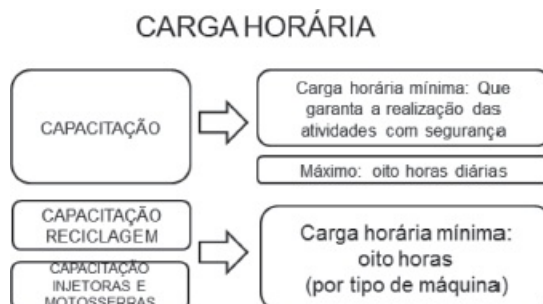 CARGA HORÁRIA
CAPACITAÇÃO
Carga horária mínima: Que
garanta a realização das
atividades com segurança
Máximo: oito horas diárias
CAPACITAÇÃO
RECICLAGEM
CAPACITAÇÃO
INJETORAS E
MOTOSSERRAS
Carga horária mínima:
oito horas
(por tipo de máquina)